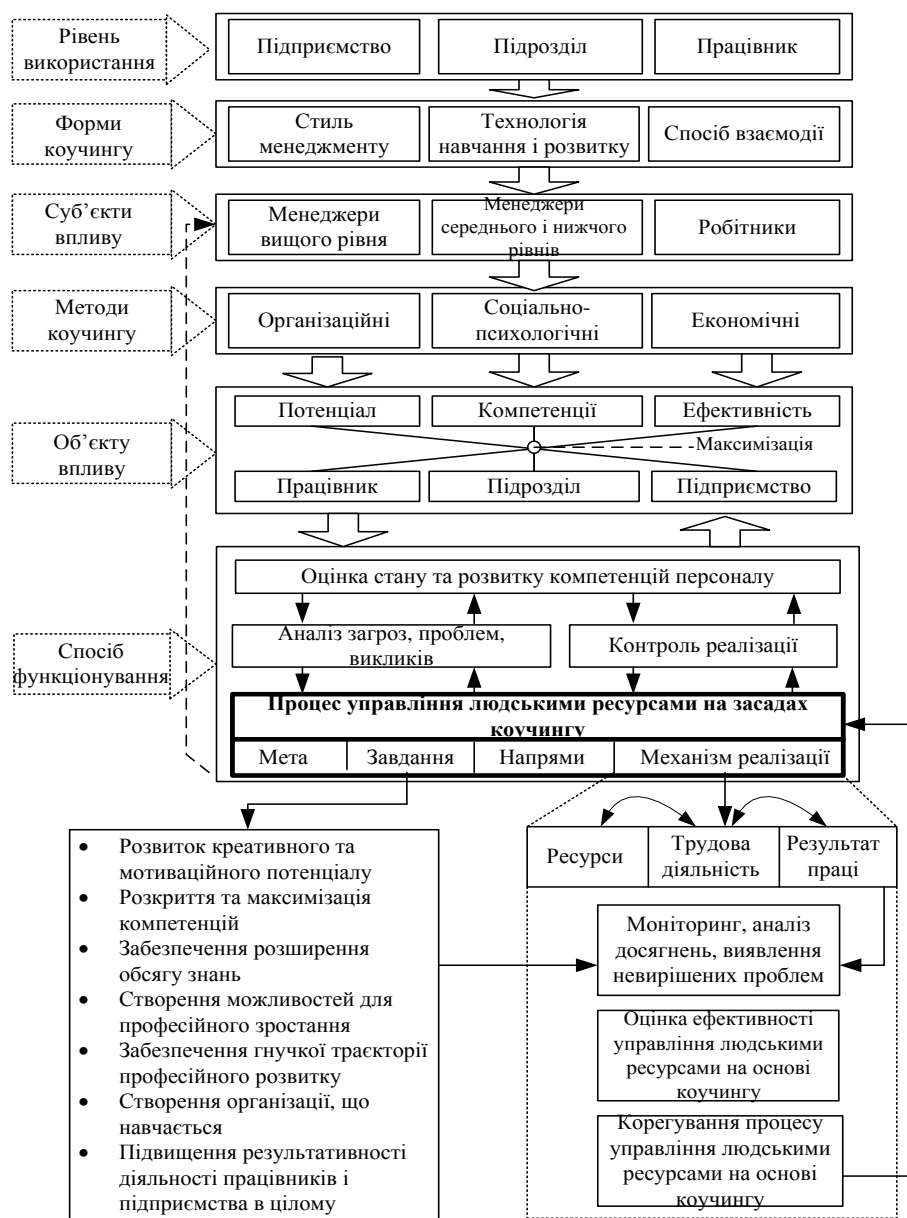 Рівень
використання
Підприємство
Підрозділ
Працівник
Форми
коучингу
Стиль
менеджменту
Технологія
навчання і розвитку
Спосіб взаємодії
Суб’єкти
впливу
Менеджери
вищого рівня
Менеджери
середнього і нижчого
рівнів
Робітники
Методи
коучингу
Організаційні
Соціально-
психологічні
Економічні
Об’єкту
впливу
Потенціал
Компетенції
Ефективність
Максимізація
Працівник
Підрозділ
Підприємство
Спосіб
функціонування
Оцінка стану та розвитку компетенцій персоналу
Аналіз загроз, проблем,
викликів
Контроль реалізації
Процес управління людськими ресурсами на засадах
коучингу
Мета
Завдання
Напрями
Механізм реалізації
• Розвиток креативного та
мотиваційного потенціалу
• Розкриття та максимізація
компетенцій
• Забезпечення розширення
обсягу знань
• Створення можливостей для
професійного зростання
• Забезпечення гнучкої траєкторії
професійного розвитку
• Створення організації, що
навчається
• Підвищення результативності
діяльності працівників і
підприємства в цілому
Ресурси
Трудова
діяльність
Результат
праці
Моніторинг, аналіз
досягнень, виявлення
невирішених проблем
Оцінка ефективності
управління людськими
ресурсами на основі
коучингу
Корегування процесу
управління людськими
ресурсами на основі
коучингу